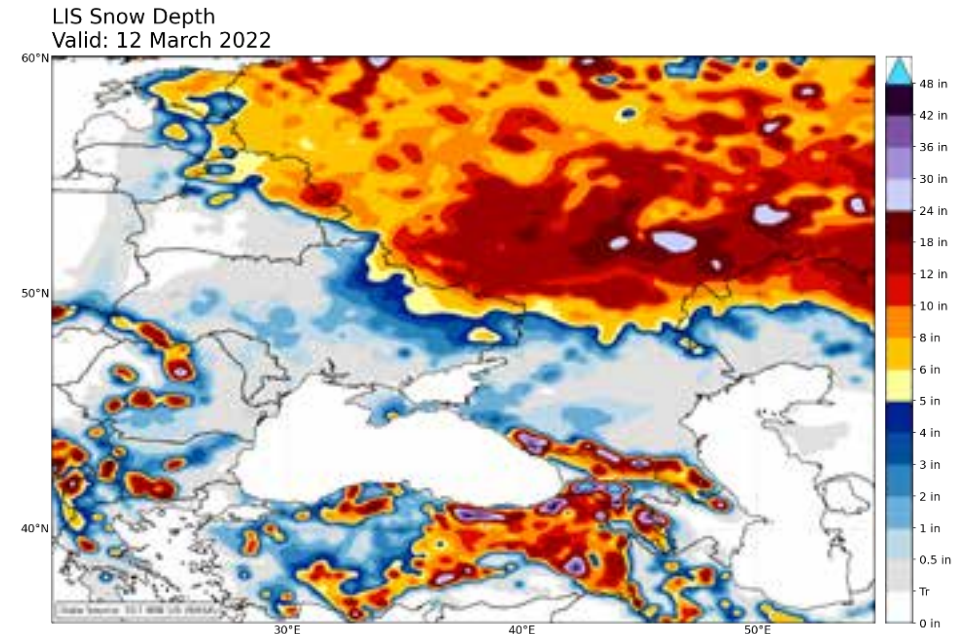 LIS Snow Depth
Valid: 12 March 2022
60°N
50°N
40°N
30°E
40°E
50°E
48 in
42 in
36 in
30 in
24 in
18 in
12 in
10 in
8 in
6 in
5 in
4 in
3 in
2 in
1 in
0.5 in
Tr
0 in